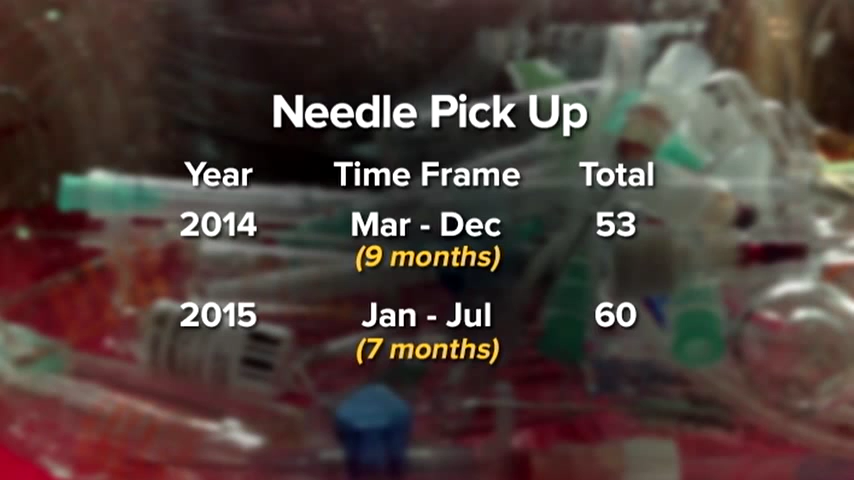 Needle Pick Up
Year Time Frame Total
2014 Mar - Dec 53
(9 months)
2015 Jan - Jul 60
(7 months)